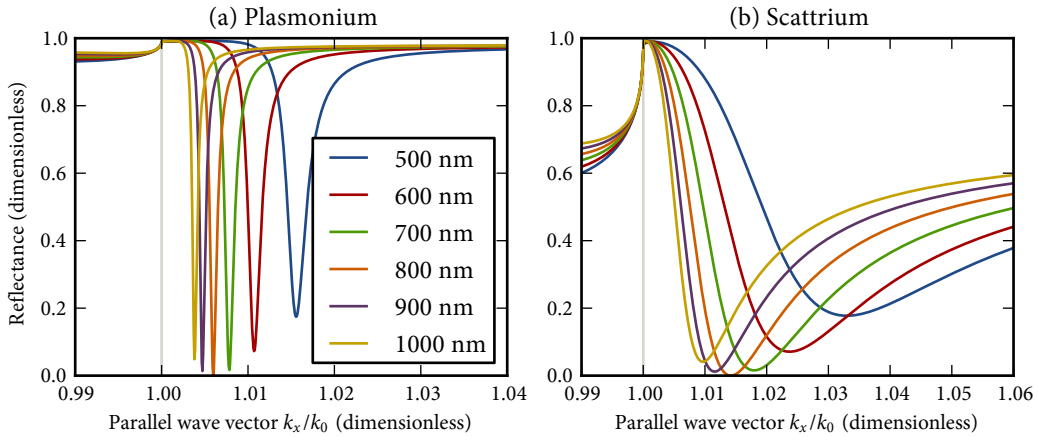 (a) Plasmonium
(b) Scattrium
Reflectance (dimensionless)
1.0
0.8
0.6
0.4
0.2
0.0
0.99
1.00
1.01
1.02
1.03
1.04
Parallel wave vector kₓ/k₀ (dimensionless)
500 nm
600 nm
700 nm
800 nm
900 nm
1000 nm
1.0
0.8
0.6
0.4
0.2
0.0
0.99
1.00
1.01
1.02
1.03
1.04
1.05
1.06
Parallel wave vector kₓ/k₀ (dimensionless)